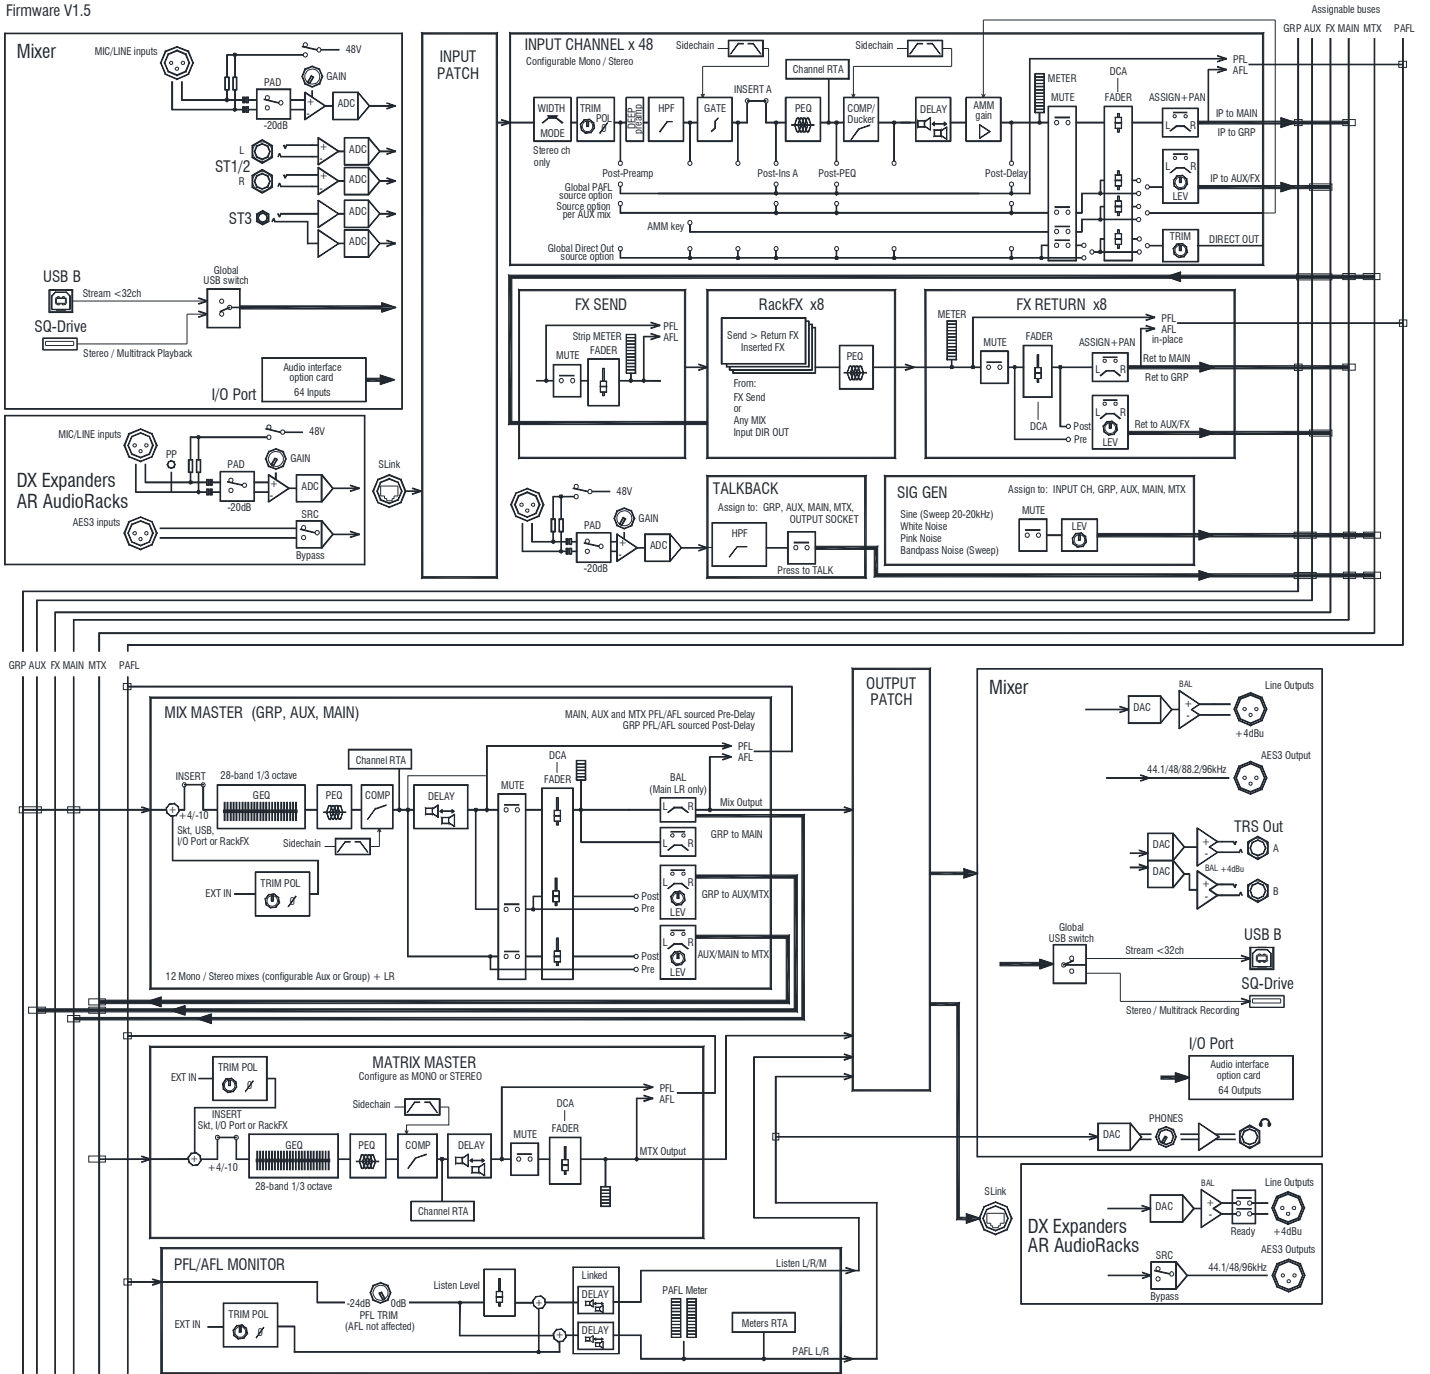 Firmware V1.5
Assignable buses
GRP AUX FX MAIN MTX PAFL
Mixer
MIC/LINE inputs
48V
PAD
GAIN
ADC
-20dB
L
ST1/2
R
ADC
ADC
ST3
ADC
ADC
USB B
Stream <32ch
Global
USB switch
SQ-Drive
Stereo / Multitrack Playback
I/O Port
Audio interface
option card
64 Inputs
MIC/LINE inputs
PP
48V
PAD
GAIN
ADC
-20dB
DX Expanders
AR AudioRacks
AES3 inputs
SRC
Bypass
SLink
INPUT
PATCH
INPUT CHANNEL x 48
Configurable Mono / Stereo
Sidechain
Sidechain
Channel RTA
INSERT A
WIDTH
MODE
Stereo ch
only
TRIM
POL
DEEP
preamp
HPF
GATE
PEQ
COMP/
Ducker
DELAY
AMM
gain
METER
MUTE
DCA
FADER
ASSIGN+PAN
L R
PFL
AFL
IP to MAIN
IP to GRP
L R
LEV
IP to AUX/FX
TRIM
DIRECT OUT
Post-Preamp
Post-Ins A
Post-PEQ
Post-Delay
Global PAFL
source option
Source option
per AUX mix
AMM key
Global Direct Out
source option
FX SEND
PFL
AFL
Strip METER
MUTE FADER
RackFX x8
Send > Return FX
Inserted FX
From:
FX Send
or
Any MIX
Input DIR OUT
PEQ
FX RETURN x8
METER
PFL
AFL
in-place
MUTE
FADER
ASSIGN+PAN
L R
Ret to MAIN
Ret to GRP
L R
LEV
Ret to AUX/FX
DCA
Post
Pre
48V
PAD
GAIN
ADC
-20dB
TALKBACK
Assign to: GRP, AUX, MAIN, MTX,
OUTPUT SOCKET
HPF
Press to TALK
SIG GEN
Assign to: INPUT CH, GRP, AUX, MAIN, MTX
Sine (Sweep 20-20kHz)
White Noise
Pink Noise
Bandpass Noise (Sweep)
MUTE
LEV
GRP AUX FX MAIN MTX PAFL
MIX MASTER (GRP, AUX, MAIN)
MAIN, AUX and MTX PFL/AFL sourced Pre-Delay
GRP PFL/AFL sourced Post-Delay
PFL
AFL
Channel RTA
DCA
FADER
INSERT
28-band 1/3 octave
GEQ
PEQ
COMP
DELAY
MUTE
BAL
(Main LR only)
L R
Mix Output
+4/-10
Skt, USB,
I/O Port or RackFX
Sidechain
L R
GRP to MAIN
EXT IN
TRIM POL
Post
Pre
L R
LEV
GRP to AUX/MTX
Post
Pre
L R
LEV
AUX/MAIN to MTX
12 Mono / Stereo mixes (configurable Aux or Group) + LR
MATRIX MASTER
Configure as MONO or STEREO
EXT IN
TRIM POL
INSERT
Skt, I/O Port or RackFX
+4/-10
GEQ
28-band 1/3 octave
PEQ
Sidechain
COMP
DELAY
Channel RTA
MUTE
DCA
FADER
PFL
AFL
MTX Output
PFL/AFL MONITOR
EXT IN
TRIM POL
-24dB 0dB
PFL TRIM
(AFL not affected)
Listen Level
Linked
DELAY
DELAY
PAFL Meter
Meters RTA
Listen L/R/M
PAFL L/R
OUTPUT
PATCH
Mixer
DAC
BAL
Line Outputs
+4dBu
AES3 Output
44.1/48/88.2/96kHz
TRS Out
DAC
A
DAC
BAL +4dBu
B
Global
USB switch
Stream <32ch
USB B
SQ-Drive
Stereo / Multitrack Recording
I/O Port
Audio interface
option card
64 Outputs
PHONES
DAC
SLink
DX Expanders
AR AudioRacks
DAC
BAL
Ready
Line Outputs
+4dBu
AES3 Outputs
SRC
Bypass
44.1/48/96kHz